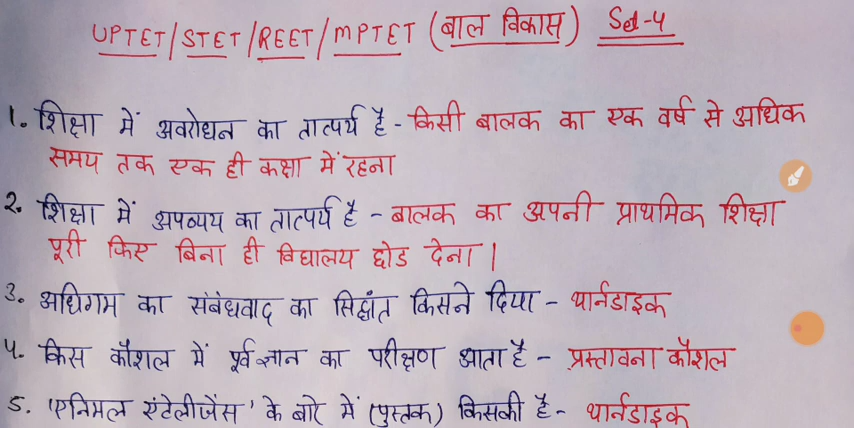 UPTET/STET/REET/MPTET (बाल विकास) Set-4
1. शिक्षा में अवरोधन का तात्पर्य है - किसी बालक का एक वर्ष से अधिक
समय तक एक ही कक्षा में रहना
2. शिक्षा में अपव्यय का तात्पर्य है - बालक का अपनी प्राथमिक शिक्षा
पूरी किए बिना ही विद्यालय छोड देना |
3. अधिगम का संबंधवाद का सिद्धांत किसने दिया - थार्नडाइक
4. किस कौशल में पूर्व ज्ञान का परीक्षण आता है - प्रस्तावना कौशल
5. 'एनिमल इंटेलीजेंस' के बारे में (पुस्तक) किसकी है - थार्नडाइक